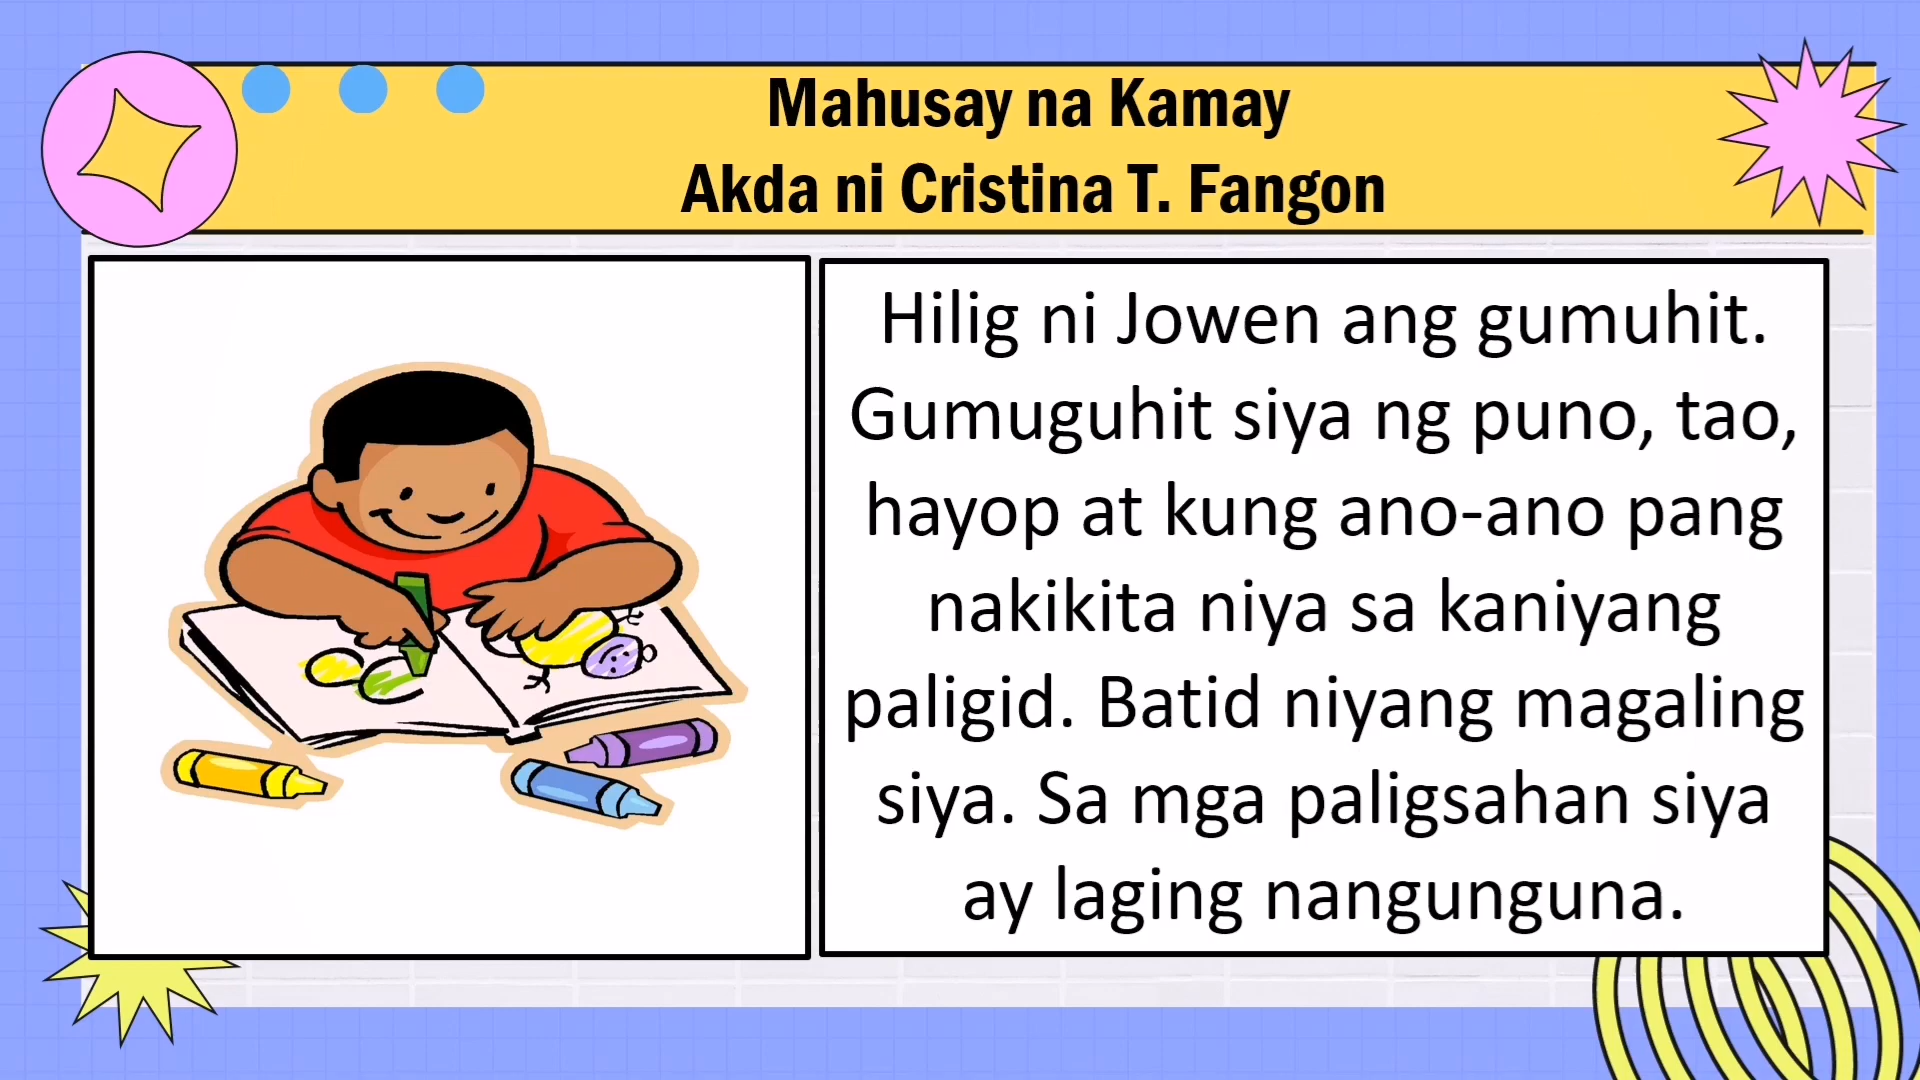 Mahusay na Kamay
Akda ni Cristina T. Fangon
Hilig ni Jowen ang gumuhit.
Gumuguhit siya ng puno, tao,
hayop at kung ano-ano pang
nakikita niya sa kaniyang
paligid. Batid niyang magaling
siya. Sa mga paligsahan siya
ay laging nangunguna.